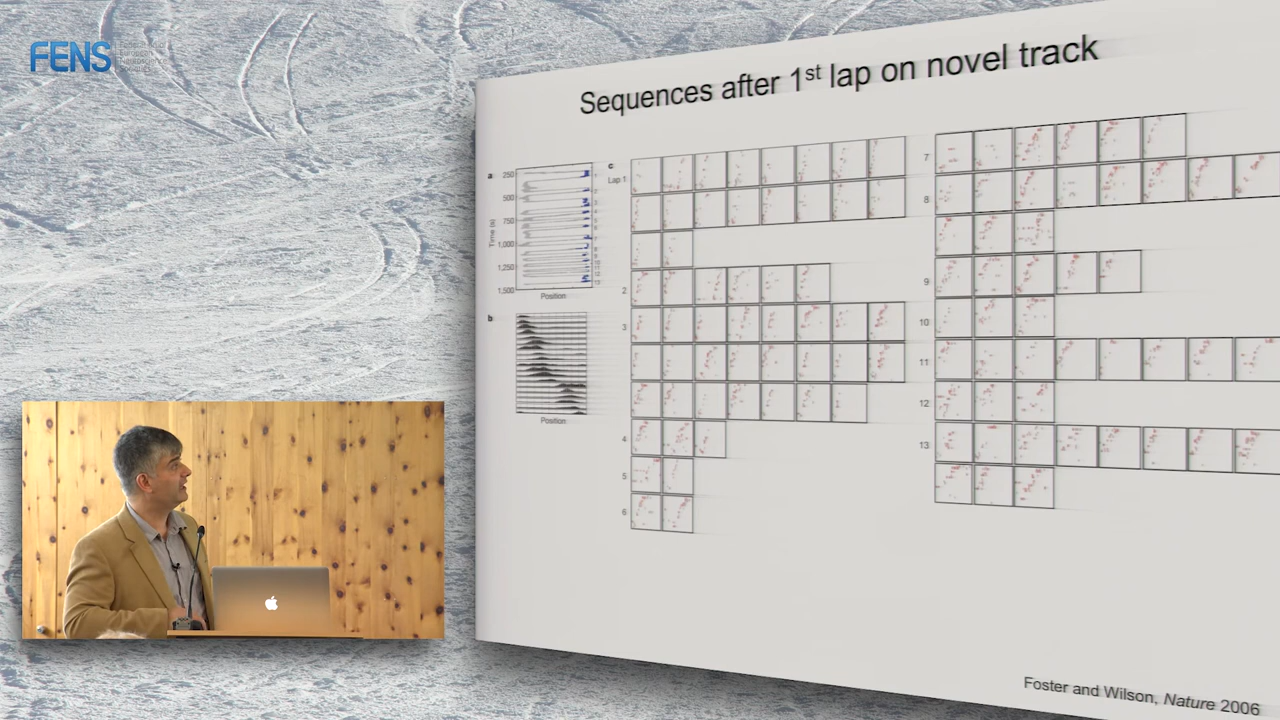 FENS
Sequences after 1st lap on novel track
a
250
500
750
1,000
1,250
1,500
Time (s)
Position
b
Position
c
Lap 1
2
3
4
5
6
7
8
9
10
11
12
13
Foster and Wilson, Nature 2006